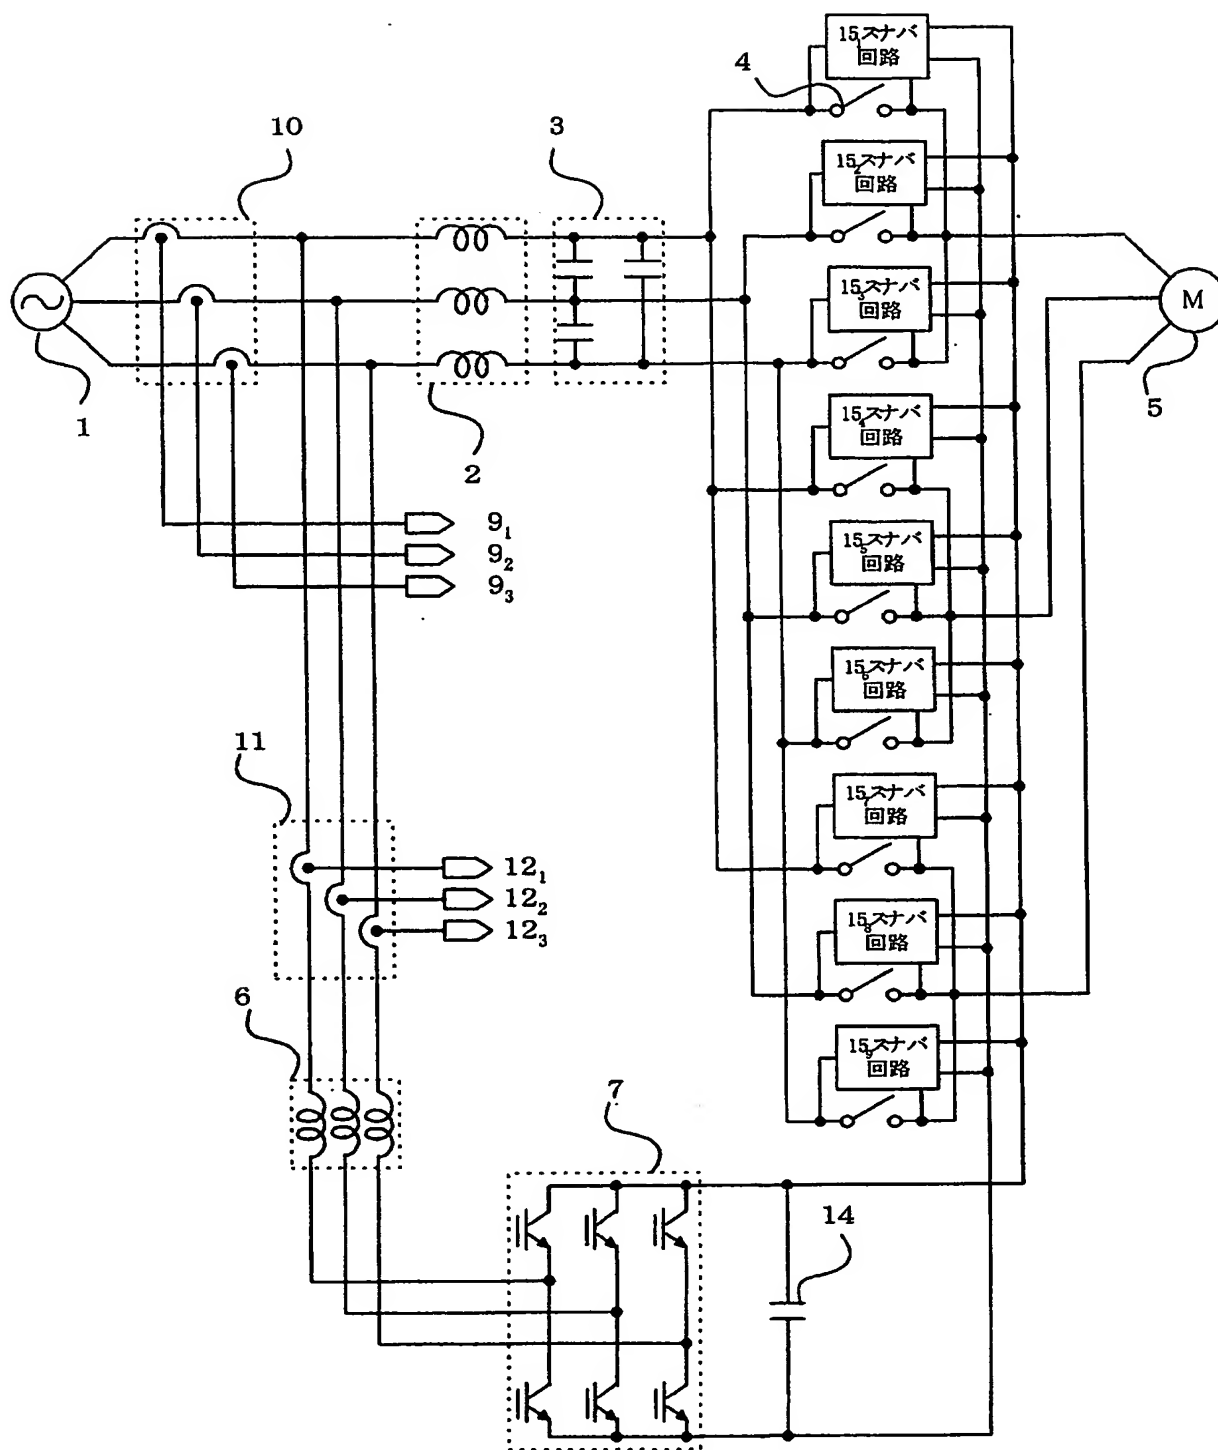 15₁スナバ
回路
4
10
3
15₂スナバ
回路
15₃スナバ
回路
M
1
2
5
15₄スナバ
回路
9₁
9₂
9₃
15₅スナバ
回路
15₆スナバ
回路
11
15₇スナバ
回路
12₁
12₂
12₃
15₈スナバ
回路
6
15₉スナバ
回路
7
14